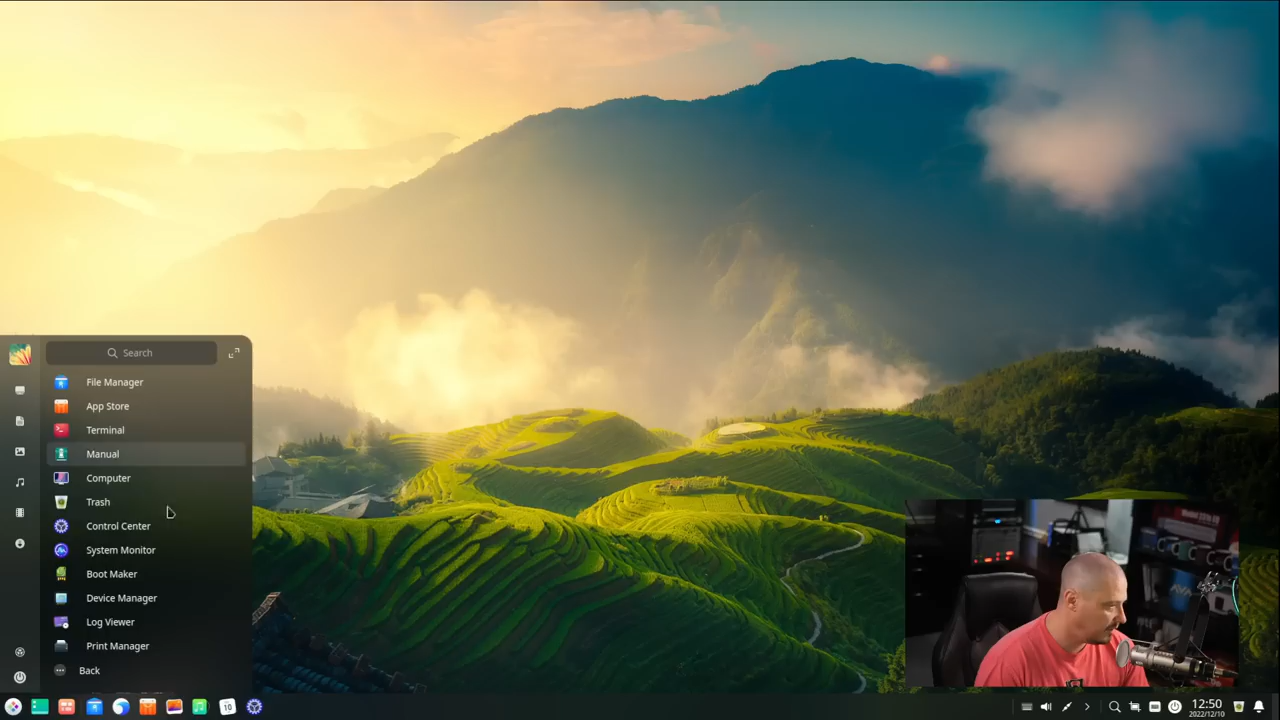 Search
File Manager
App Store
Terminal
Manual
Computer
Trash
Control Center
System Monitor
Boot Maker
Device Manager
Log Viewer
Print Manager
Back
10
12:50
2022/12/10